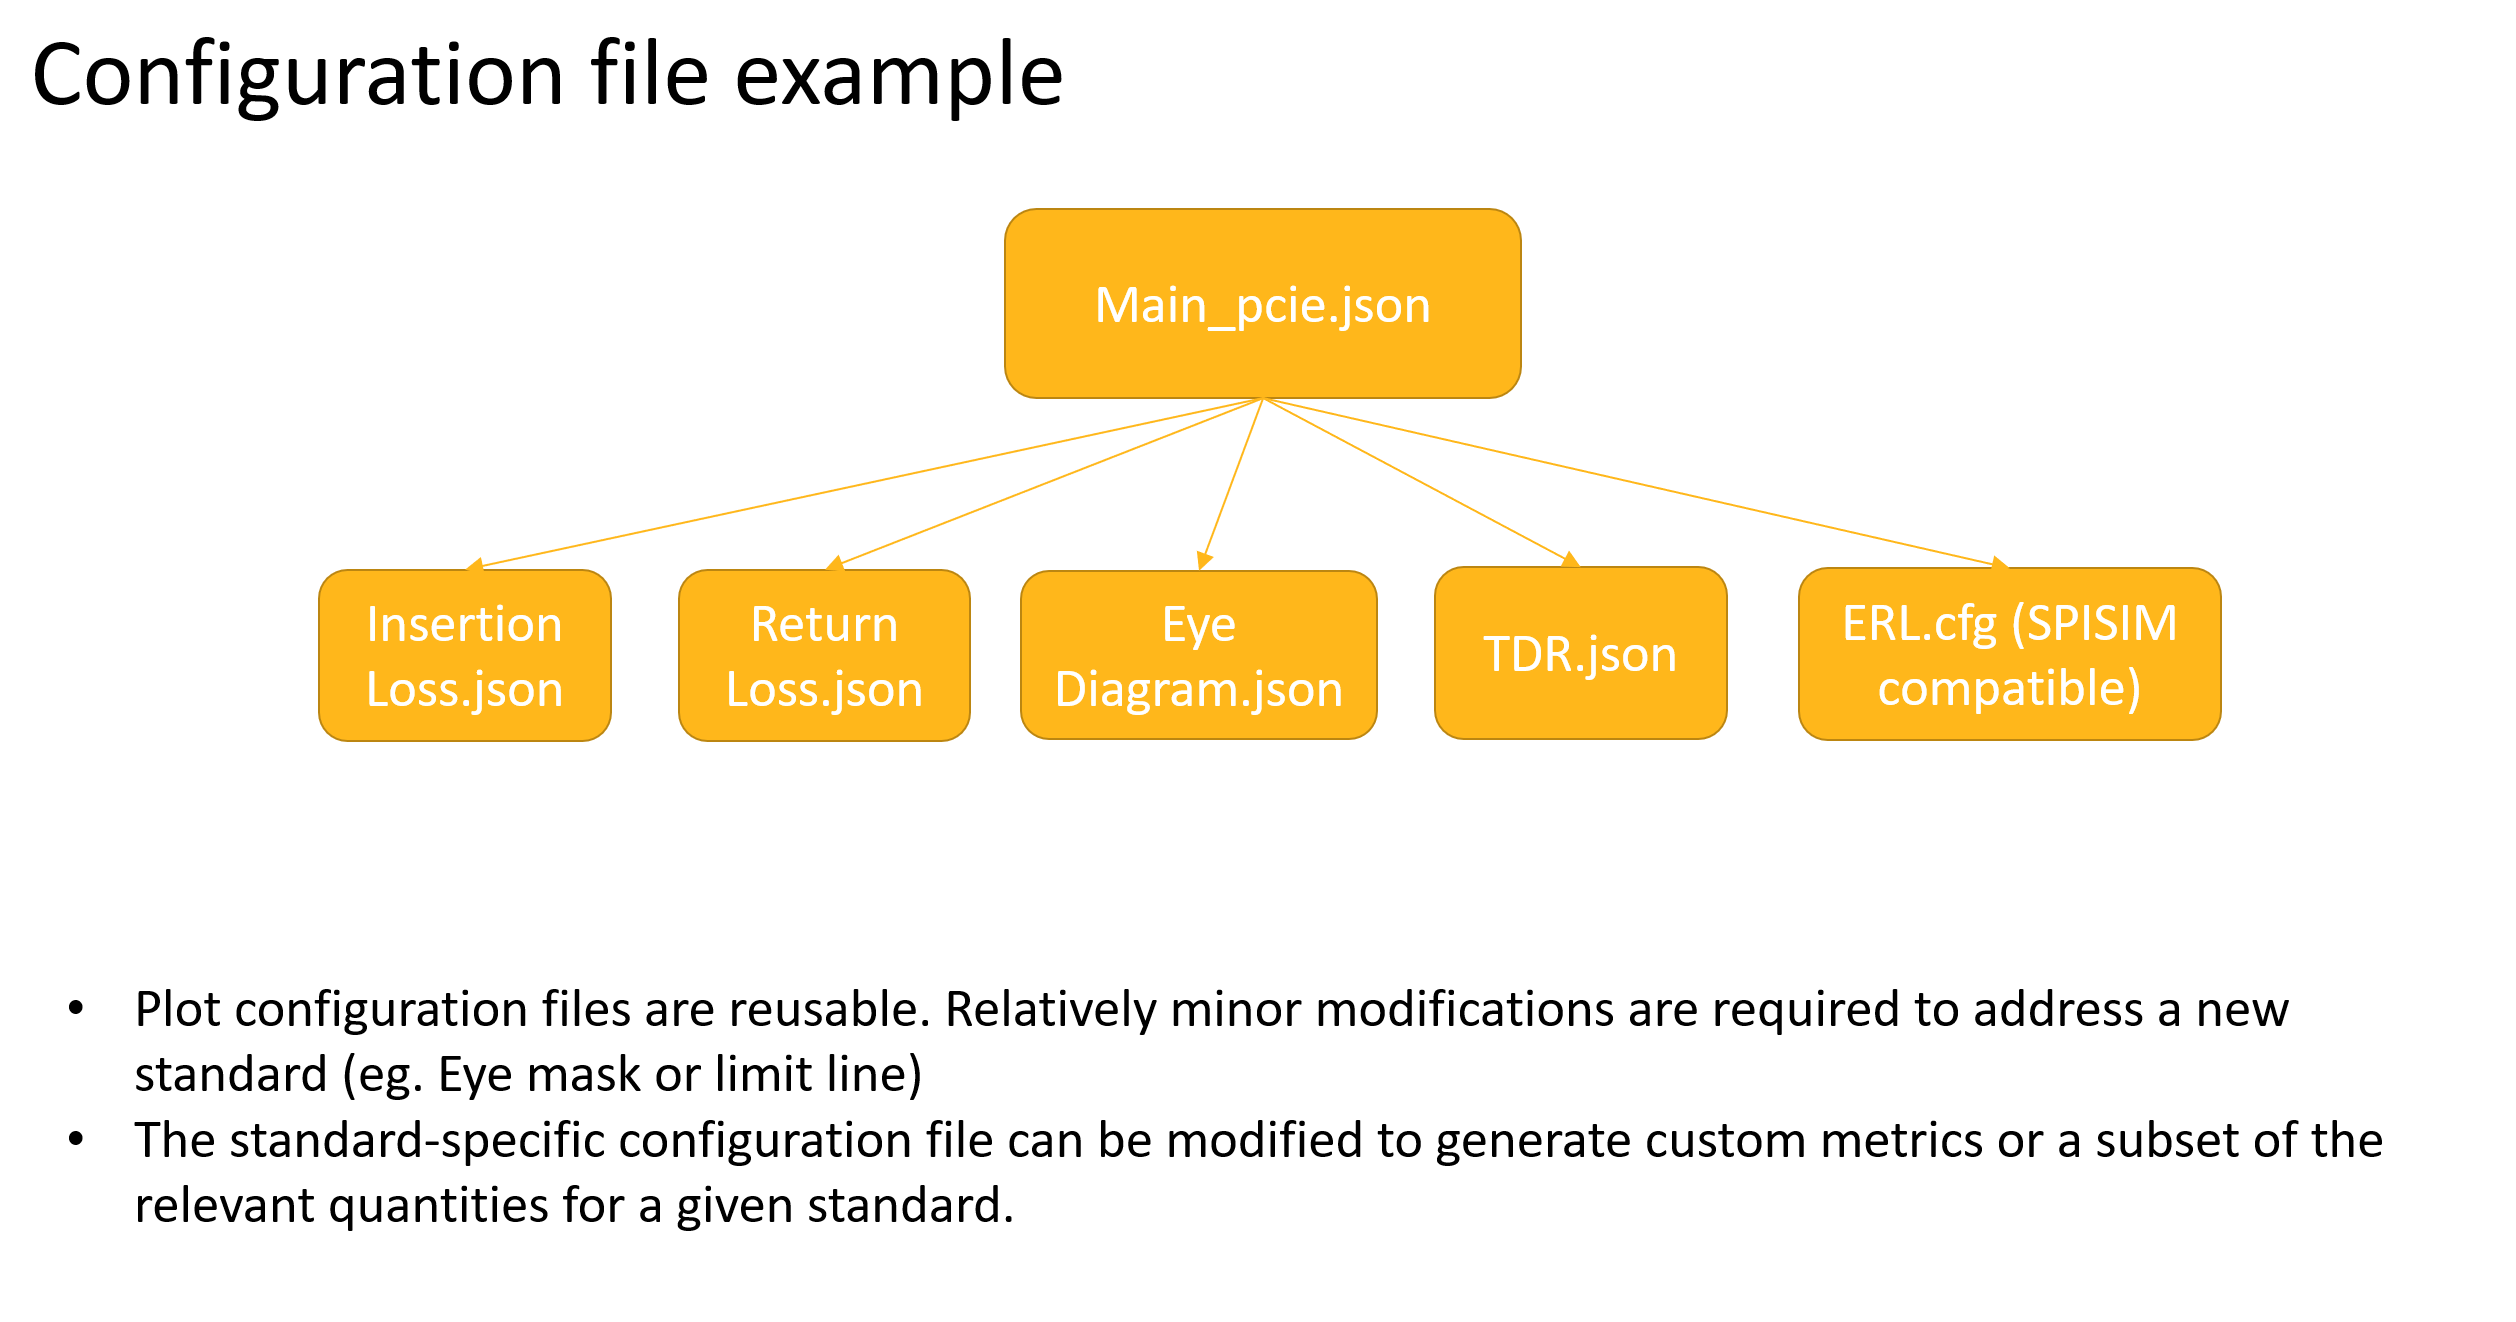 Configuration file example
Main_pcie.json
Insertion
Loss.json
Return
Loss.json
Eye
Diagram.json
TDR.json
ERL.cfg (SPISIM
compatible)
• Plot configuration files are reusable. Relatively minor modifications are required to address a new
standard (eg. Eye mask or limit line)
• The standard-specific configuration file can be modified to generate custom metrics or a subset of the
relevant quantities for a given standard.